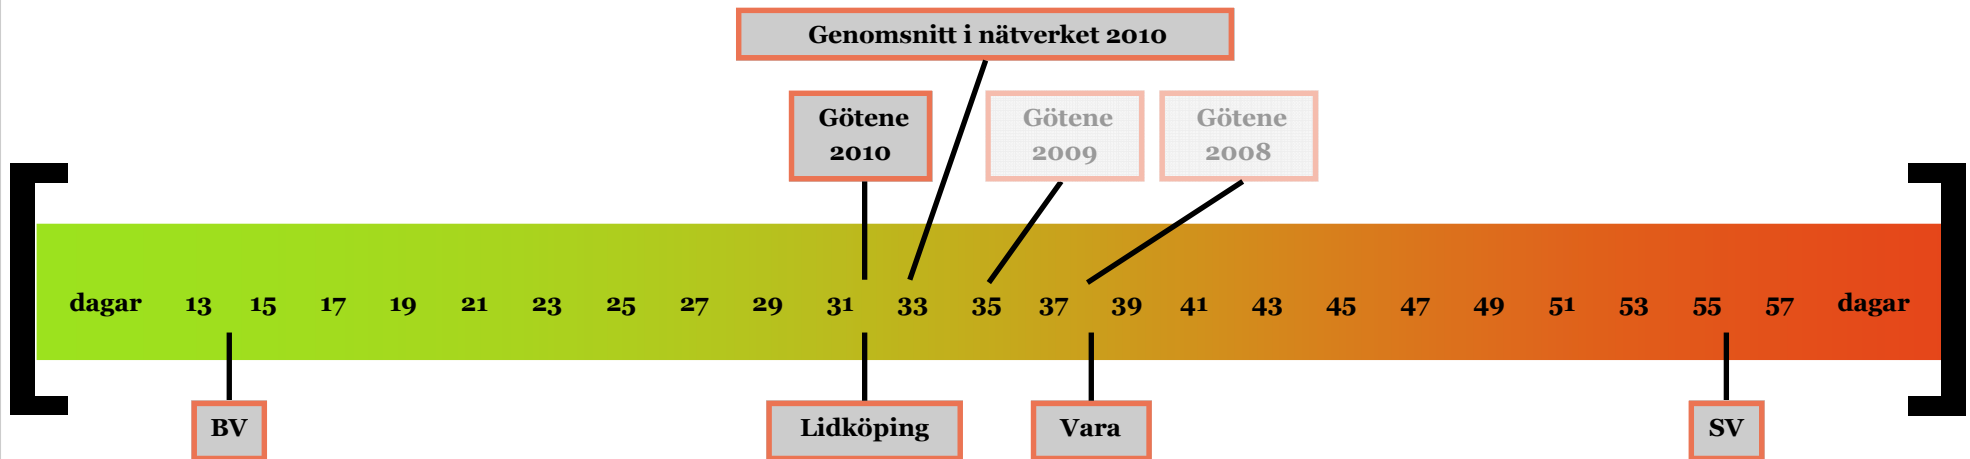 Genomsnitt i nätverket 2010
Götene
2010
Götene
2009
Götene
2008
dagar 13 15 17 19 21 23 25 27 29 31 33 35 37 39 41 43 45 47 49 51 53 55 57 dagar
BV
Lidköping
Vara
SV